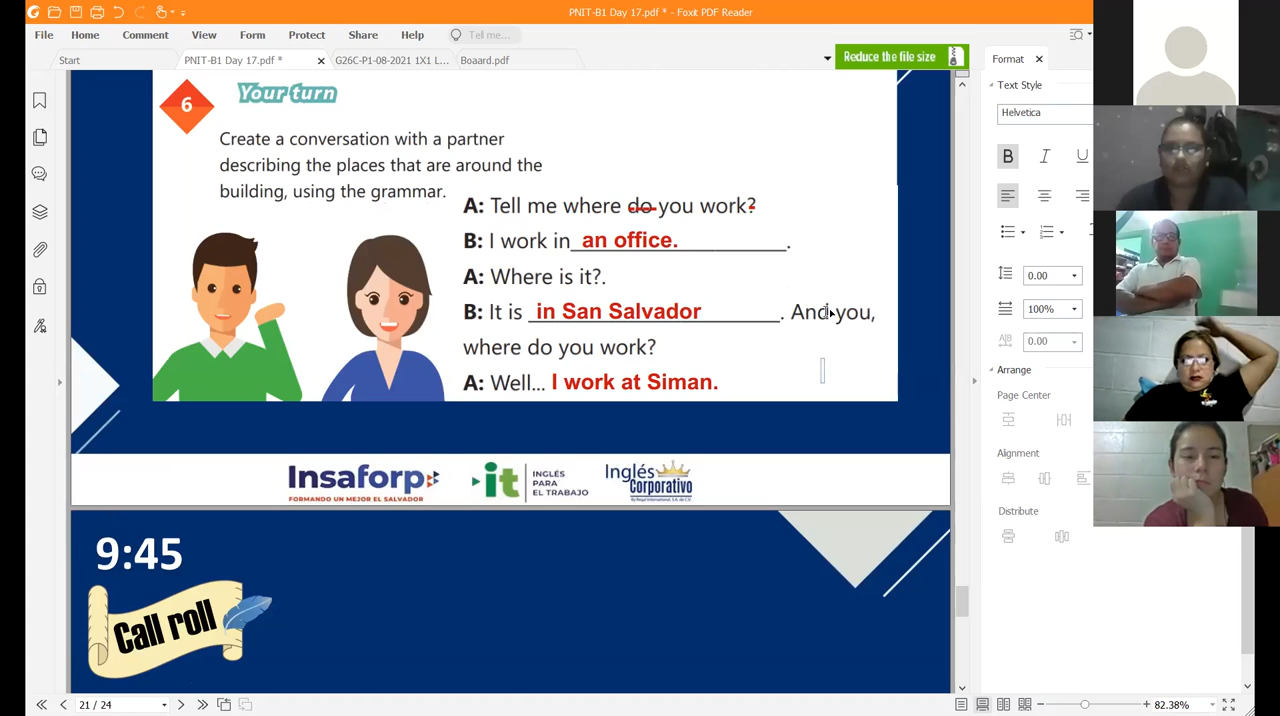 PNIT-B1 Day 17.pdf * - Foxit PDF Reader
File Home Comment View Form Protect Share Help Tell me...
Start PNIT-B1 Day 17.pdf * G26C-P1-08-2021 1X1 L... Boaard.pdf Reduce the file size
Format
Text Style
Helvetica
B I U
0.00
100%
0.00
Arrange
Page Center
Alignment
Distribute
6
Your turn
Create a conversation with a partner
describing the places that are around the
building, using the grammar.
A: Tell me where do you work?
B: I work in an office.
A: Where is it?.
B: It is in San Salvador. And you,
where do you work?
A: Well... I work at Siman.
Insaforp
FORMANDO UN MEJOR EL SALVADOR
it
INGLÉS
PARA
EL TRABAJO
Inglés
Corporativo
9:45
Call roll
21 / 24
82.38%